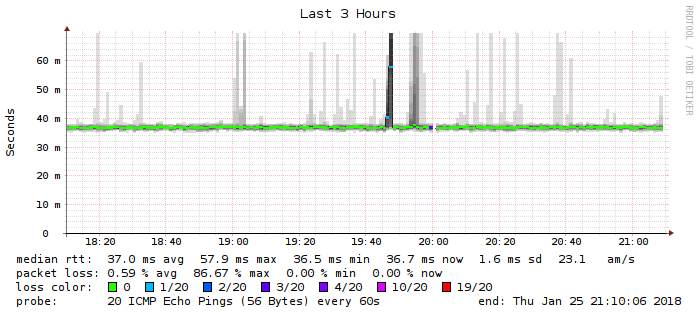 Last 3 Hours
RRDTOOL / TOBI OETIKER
Seconds
60 m
50 m
40 m
30 m
20 m
10 m
0
18:20 18:40 19:00 19:20 19:40 20:00 20:20 20:40 21:00
median rtt: 37.0 ms avg 57.9 ms max 36.5 ms min 36.7 ms now 1.6 ms sd 23.1 am/s
packet loss: 0.59 % avg 86.67 % max 0.00 % min 0.00 % now
loss color: 0 1/20 2/20 3/20 4/20 10/20 19/20
probe: 20 ICMP Echo Pings (56 Bytes) every 60s end: Thu Jan 25 21:10:06 2018